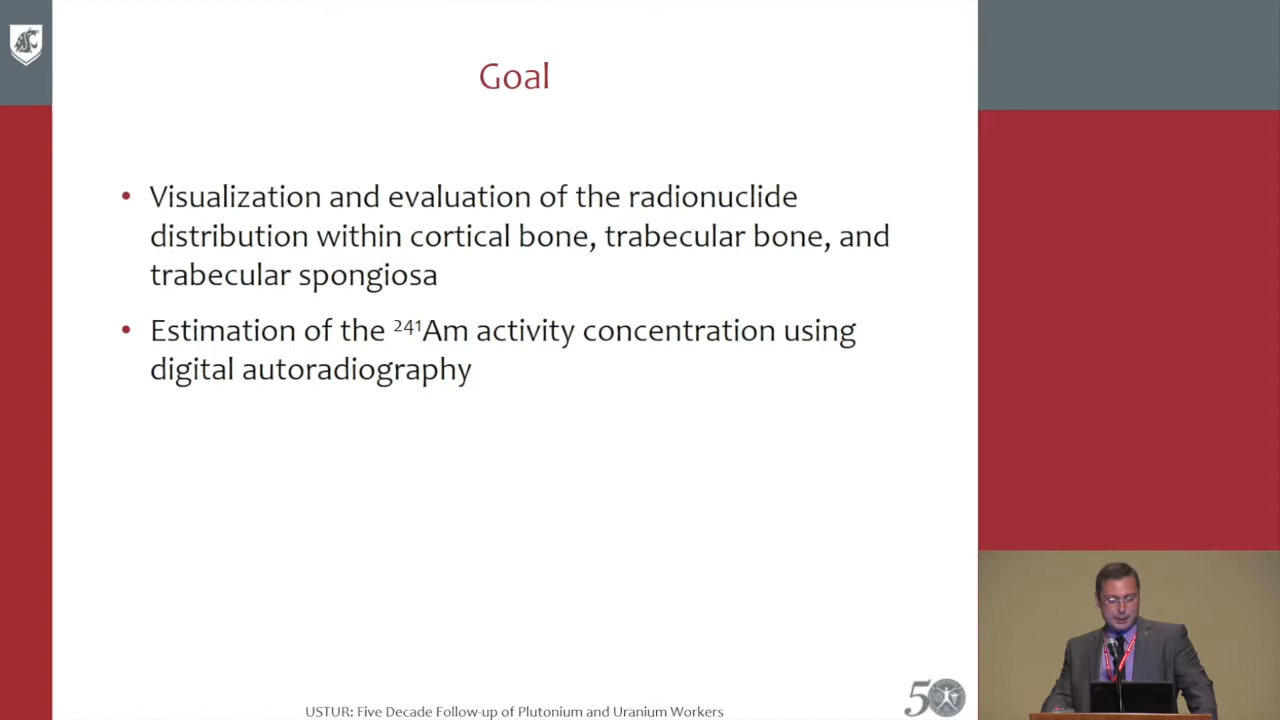 Goal
• Visualization and evaluation of the radionuclide
distribution within cortical bone, trabecular bone, and
trabecular spongiosa
• Estimation of the ²⁴¹Am activity concentration using
digital autoradiography
50
USTUR: Five Decade Follow-up of Plutonium and Uranium Workers